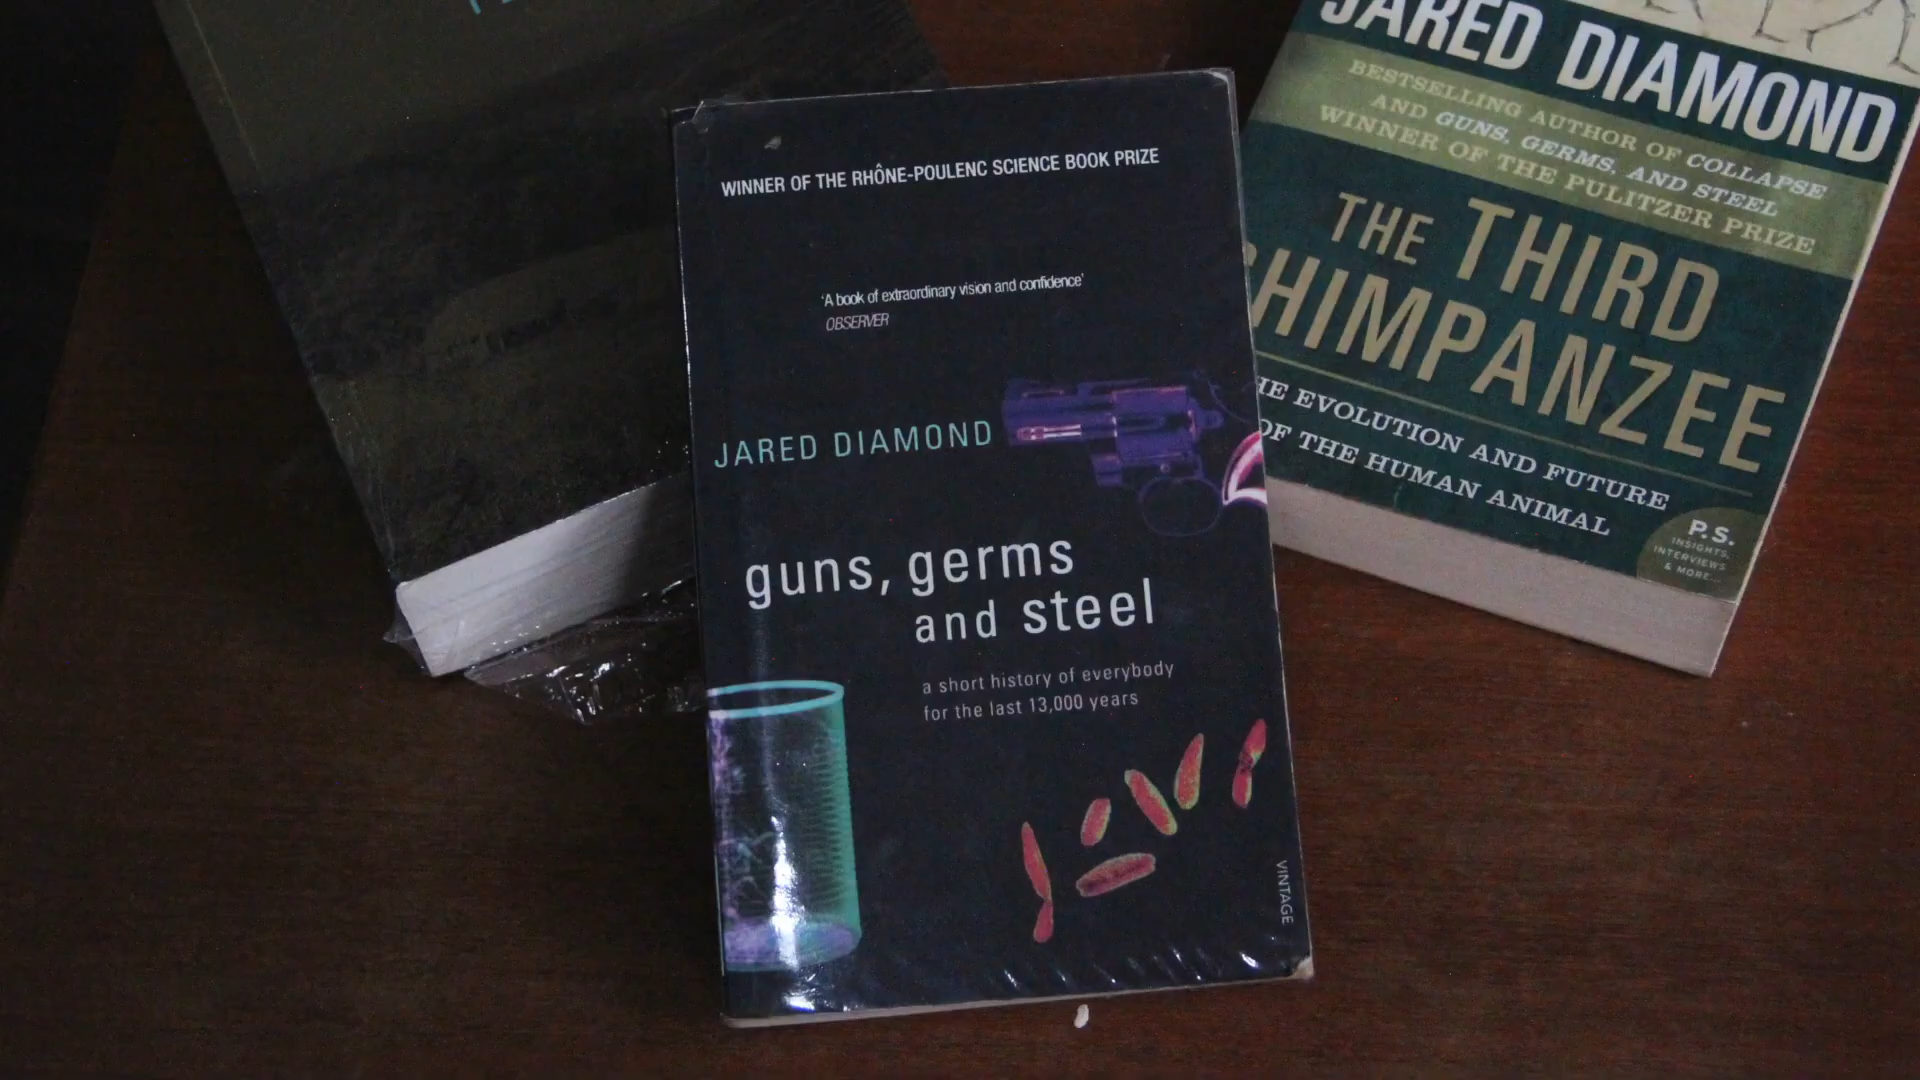 WINNER OF THE RHÔNE-POULENC SCIENCE BOOK PRIZE
'A book of extraordinary vision and confidence'
OBSERVER
JARED DIAMOND
guns, germs
and steel
a short history of everybody
for the last 13,000 years
VINTAGE
JARED DIAMOND
BESTSELLING AUTHOR OF COLLAPSE
AND GUNS, GERMS, AND STEEL
WINNER OF THE PULITZER PRIZE
THE THIRD
CHIMPANZEE
THE EVOLUTION AND FUTURE
OF THE HUMAN ANIMAL
P.S.
INSIGHTS,
INTERVIEWS
& MORE...